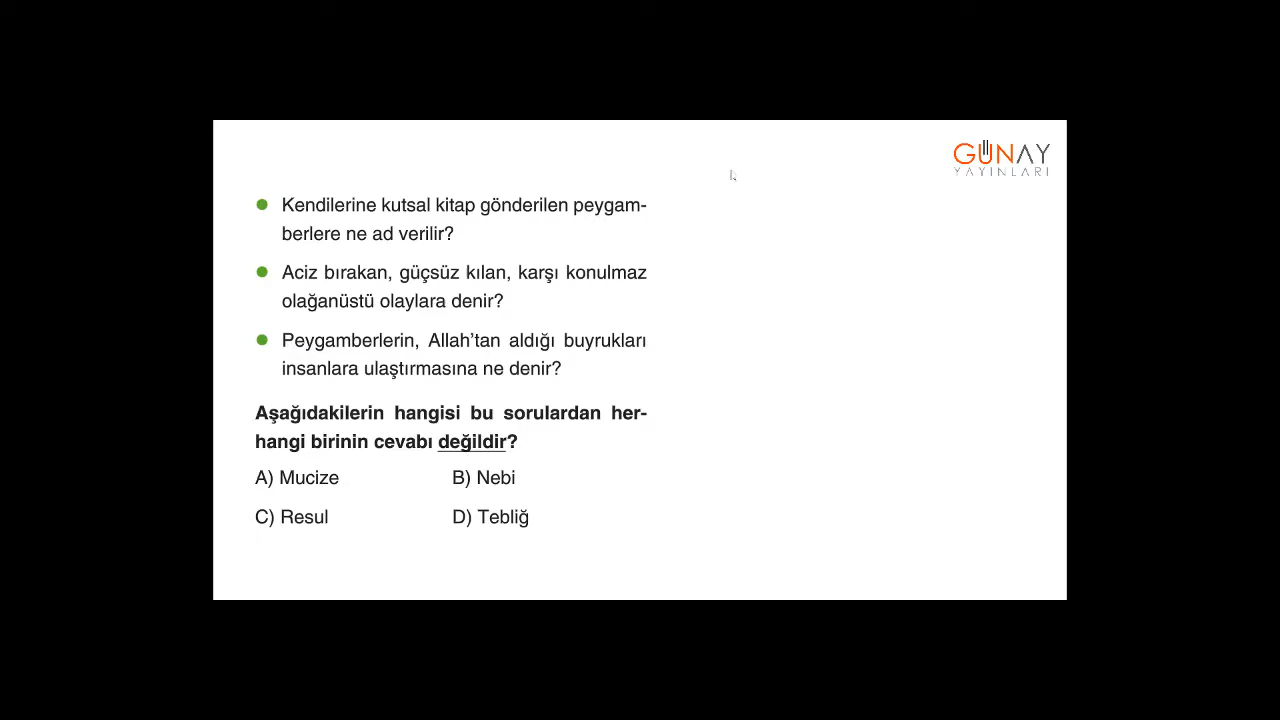 GÜNAY
YAYINLARI
Kendilerine kutsal kitap gönderilen peygam-
berlere ne ad verilir?
Aciz bırakan, güçsüz kılan, karşı konulmaz
olağanüstü olaylara denir?
Peygamberlerin, Allah’tan aldığı buyrukları
insanlara ulaştırmasına ne denir?
Aşağıdakilerin hangisi bu sorulardan her-
hangi birinin cevabı değildir?
A) Mucize B) Nebi
C) Resul D) Tebliğ